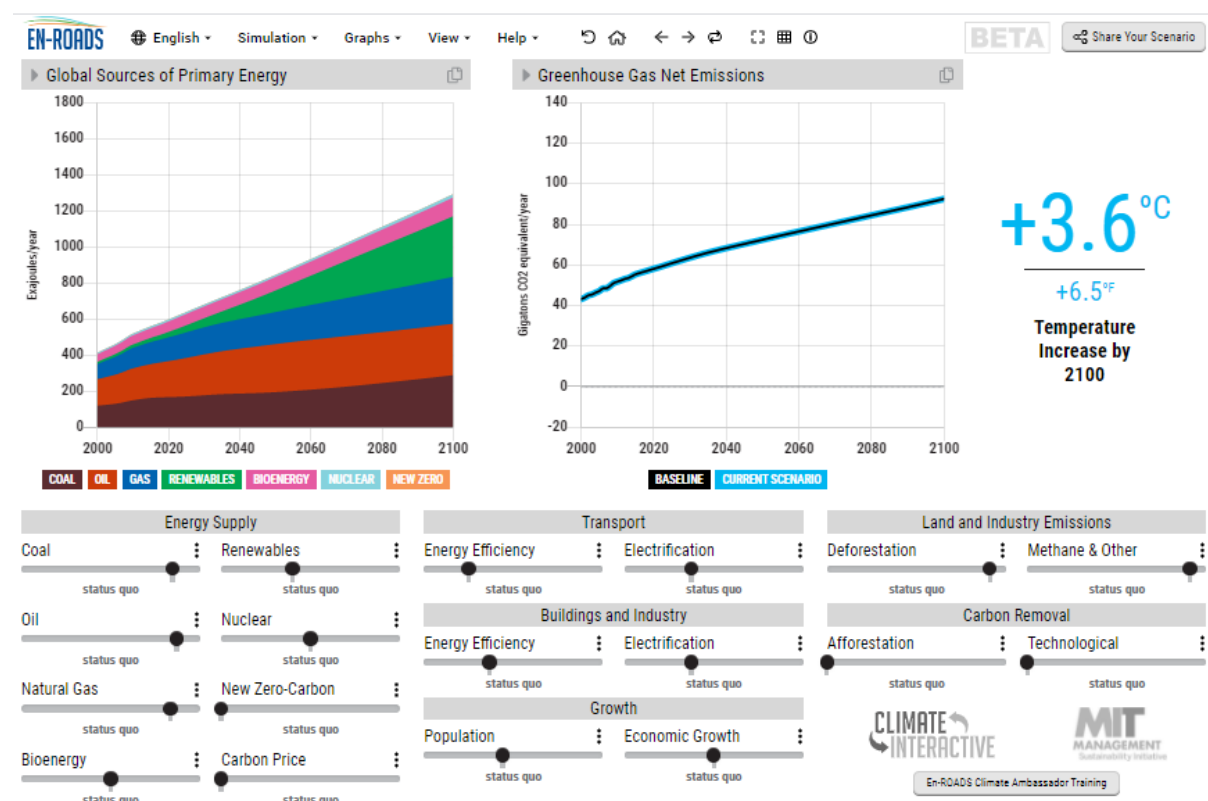 EN-ROADS English Simulation Graphs View Help BETA Share Your Scenario
Global Sources of Primary Energy
1800
1600
1400
1200
1000
800
600
400
200
0
Exajoules/year
2000 2020 2040 2060 2080 2100
COAL OIL GAS RENEWABLES BIOENERGY NUCLEAR NEW ZERO
Greenhouse Gas Net Emissions
140
120
100
80
60
40
20
0
-20
Gigatons CO2 equivalent/year
2000 2020 2040 2060 2080 2100
BASELINE CURRENT SCENARIO
+3.6°C
+6.5°F
Temperature
Increase by
2100
Energy Supply
Coal Renewables
status quo status quo
Oil Nuclear
status quo status quo
Natural Gas New Zero-Carbon
status quo status quo
Bioenergy Carbon Price
status quo status quo
Transport
Energy Efficiency Electrification
status quo status quo
Buildings and Industry
Energy Efficiency Electrification
status quo status quo
Growth
Population Economic Growth
status quo status quo
Land and Industry Emissions
Deforestation Methane & Other
status quo status quo
Carbon Removal
Afforestation Technological
status quo status quo
CLIMATE
INTERACTIVE
MIT
MANAGEMENT
Sustainability Initiative
En-ROADS Climate Ambassador Training